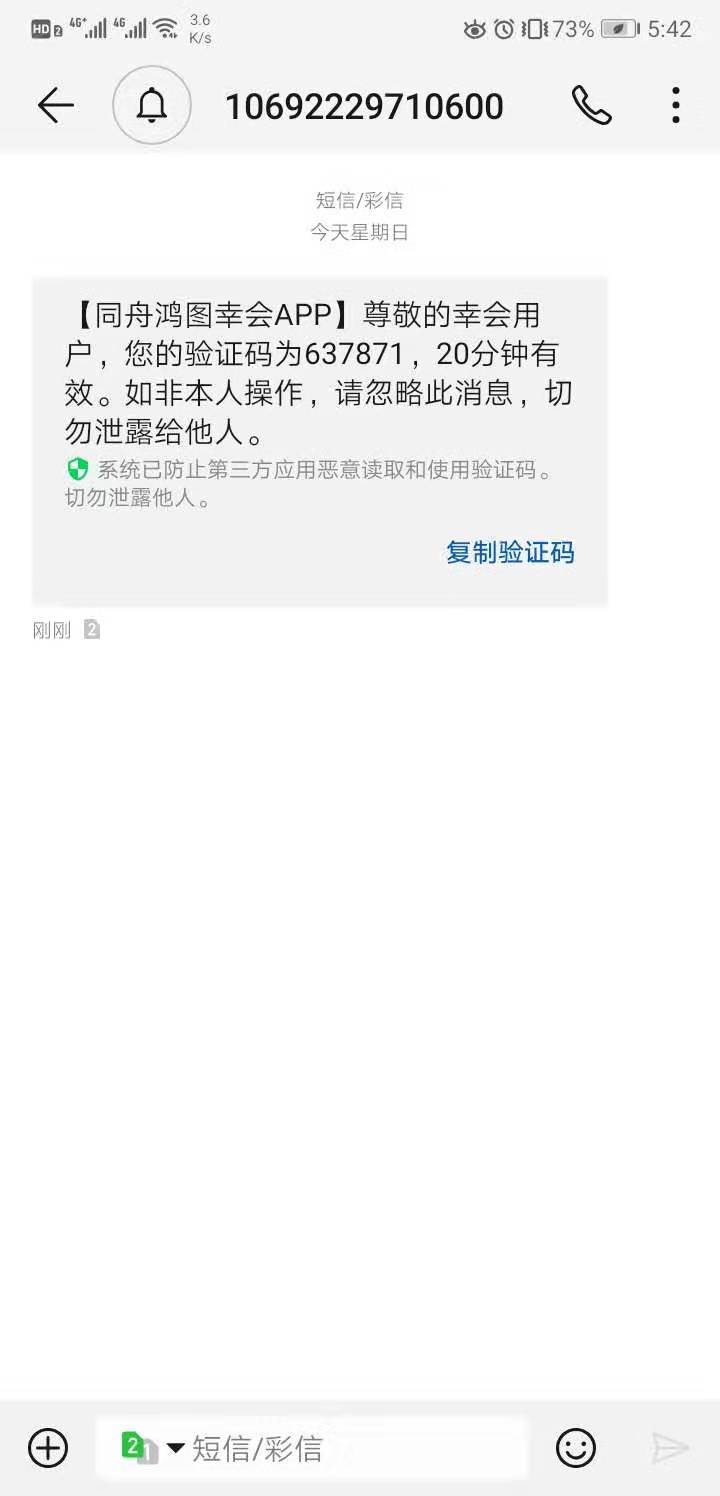 HD 2 4G+ 4G 3.6 K/s 73% 5:42
10692229710600
短信/彩信
今天星期日
【同舟鸿图幸会APP】尊敬的幸会用
户，您的验证码为637871，20分钟有
效。如非本人操作，请忽略此消息，切
勿泄露给他人。
系统已防止第三方应用恶意读取和使用验证码。
切勿泄露他人。
复制验证码
刚刚 2
2 1 短信/彩信